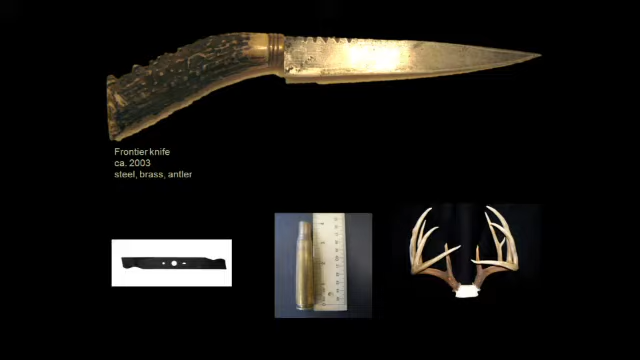 Frontier knife
ca. 2003
steel, brass, antler